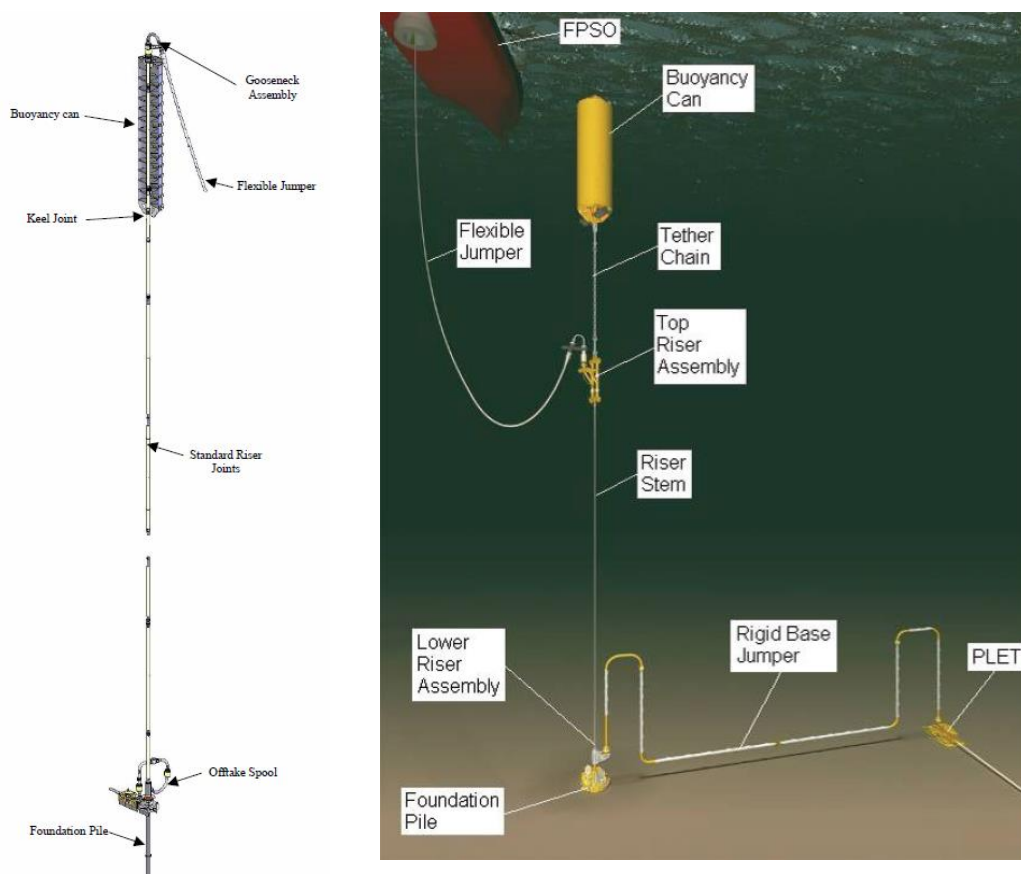 Gooseneck
Assembly
Buoyancy can
Flexible Jumper
Keel Joint
Standard Riser
Joints
Offtake Spool
Foundation Pile
FPSO
Buoyancy
Can
Flexible
Jumper
Tether
Chain
Top
Riser
Assembly
Riser
Stem
Lower
Riser
Assembly
Rigid Base
Jumper
PLET
Foundation
Pile